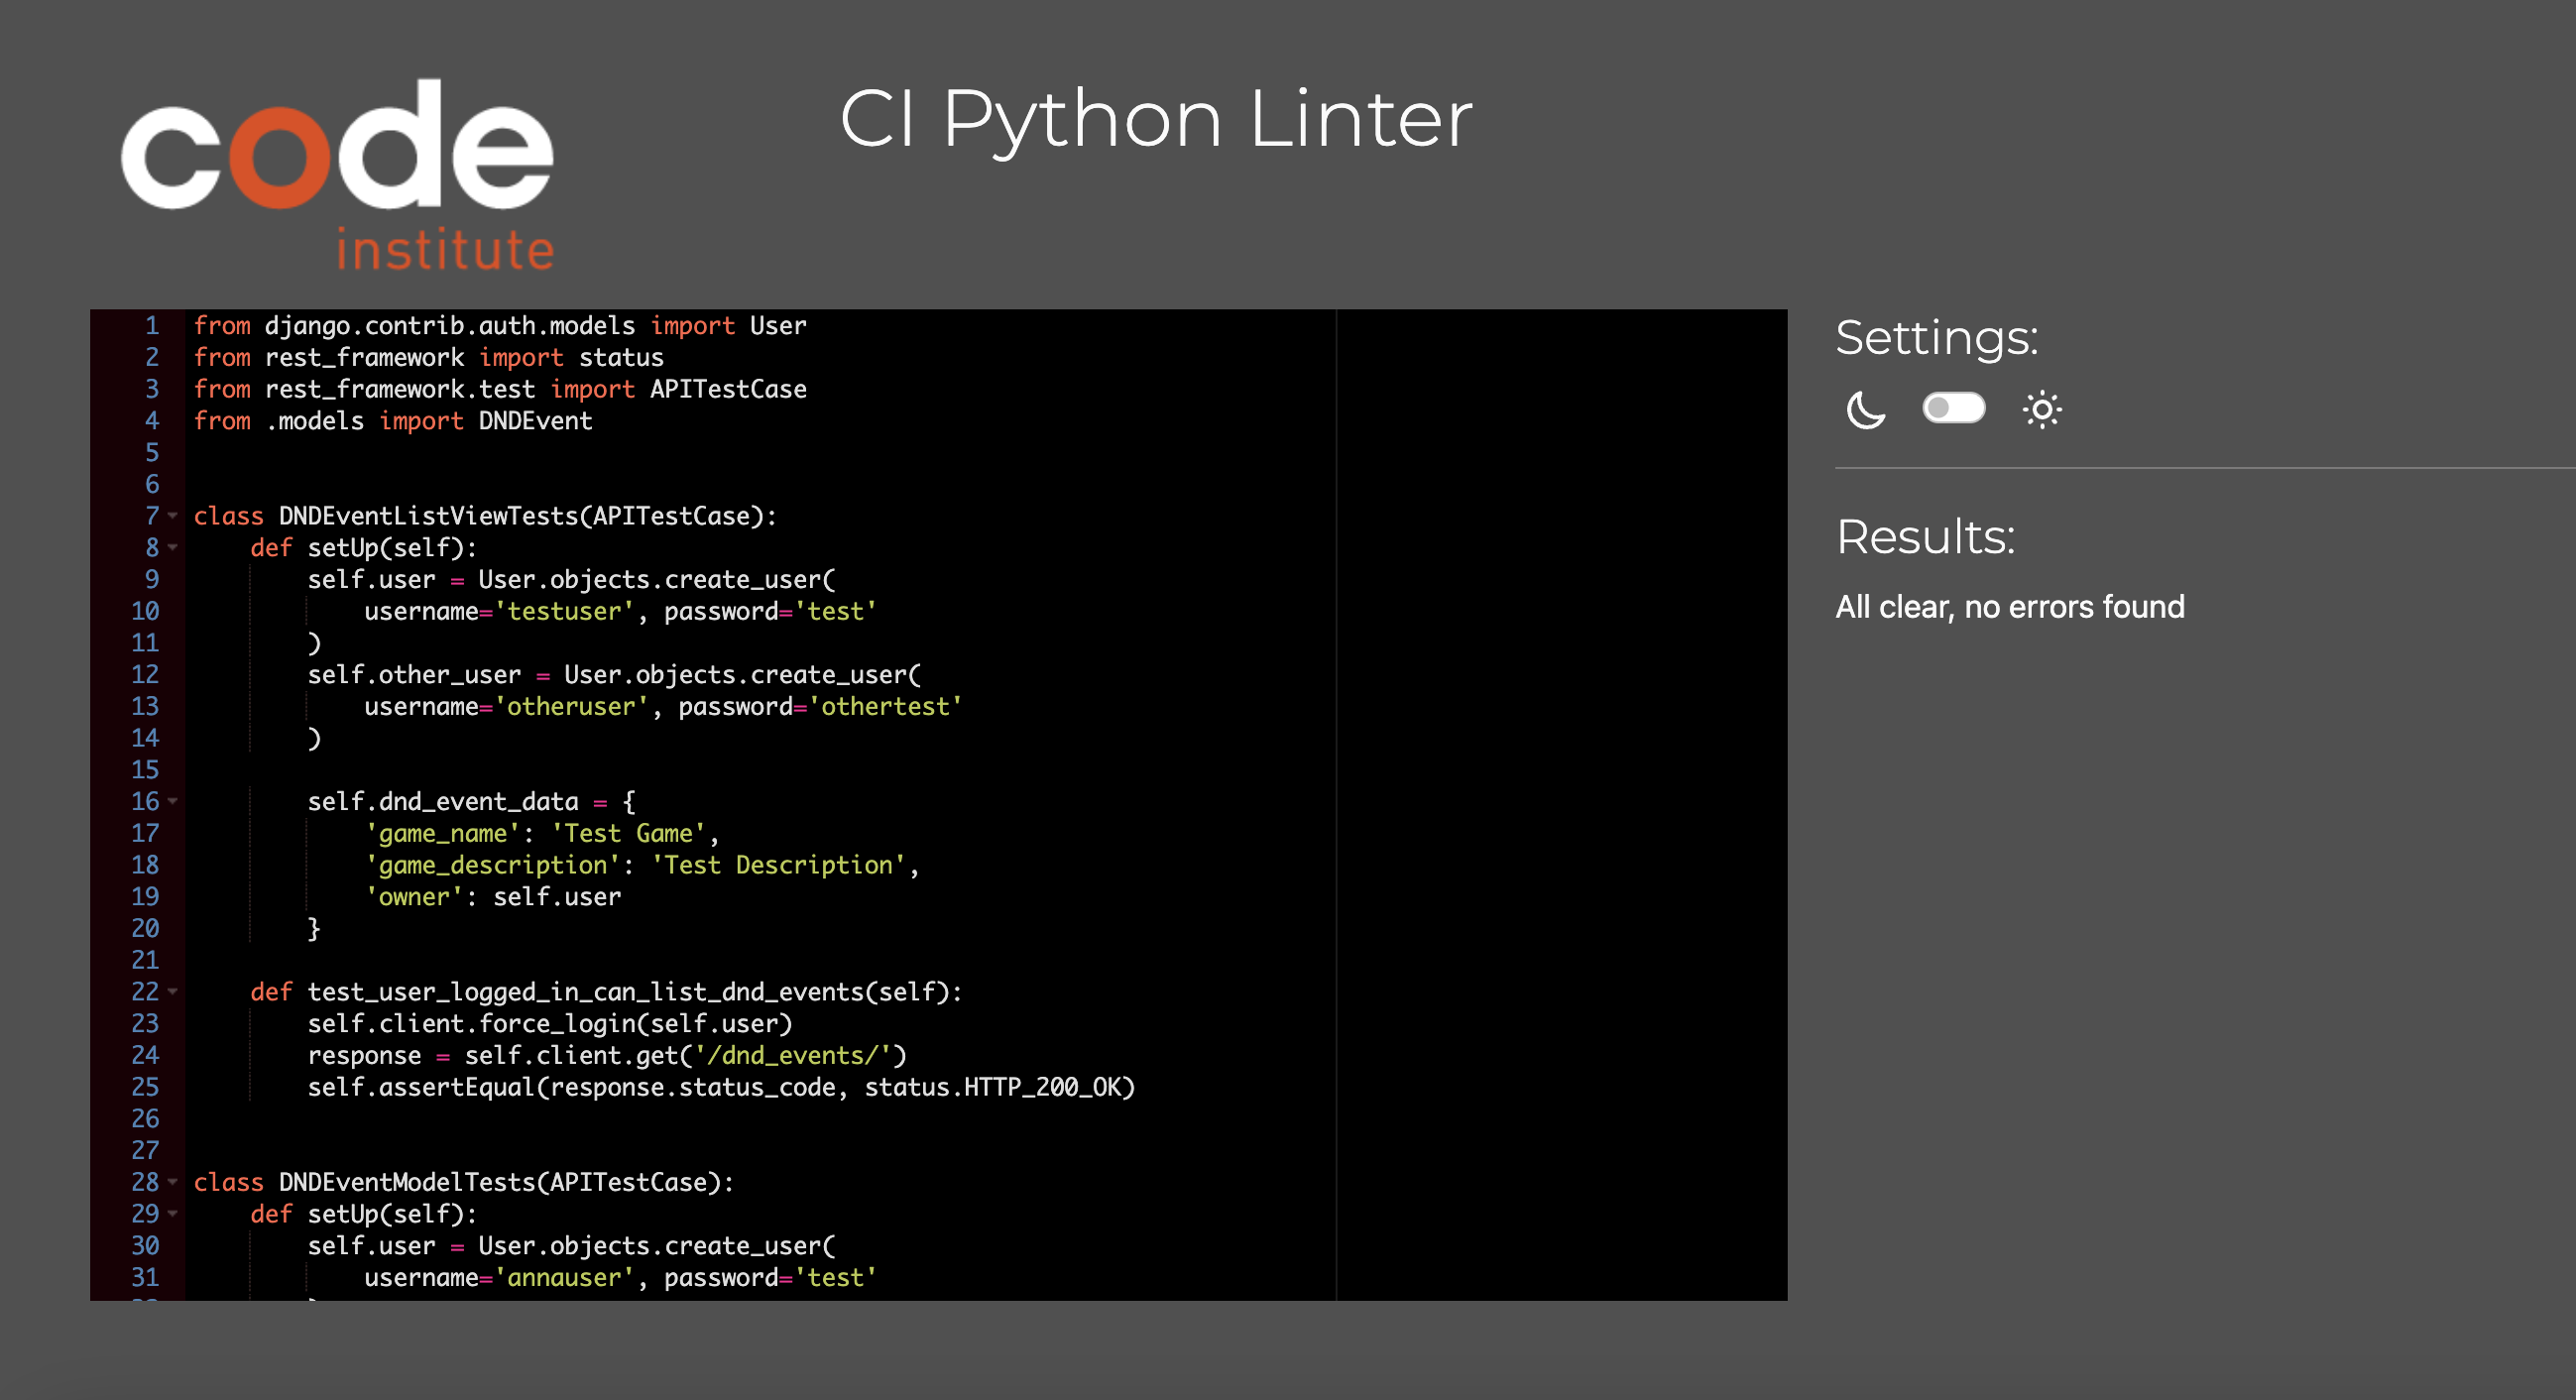 code
institute
CI Python Linter
1 from django.contrib.auth.models import User
2 from rest_framework import status
3 from rest_framework.test import APITestCase
4 from .models import DNDEvent
5
6
7 class DNDEventListViewTests(APITestCase):
8     def setUp(self):
9         self.user = User.objects.create_user(
10             username='testuser', password='test'
11         )
12         self.other_user = User.objects.create_user(
13             username='otheruser', password='othertest'
14         )
15
16         self.dnd_event_data = {
17             'game_name': 'Test Game',
18             'game_description': 'Test Description',
19             'owner': self.user
20         }
21
22     def test_user_logged_in_can_list_dnd_events(self):
23         self.client.force_login(self.user)
24         response = self.client.get('/dnd_events/')
25         self.assertEqual(response.status_code, status.HTTP_200_OK)
26
27
28 class DNDEventModelTests(APITestCase):
29     def setUp(self):
30         self.user = User.objects.create_user(
31             username='annauser', password='test'
Settings:
Results:
All clear, no errors found